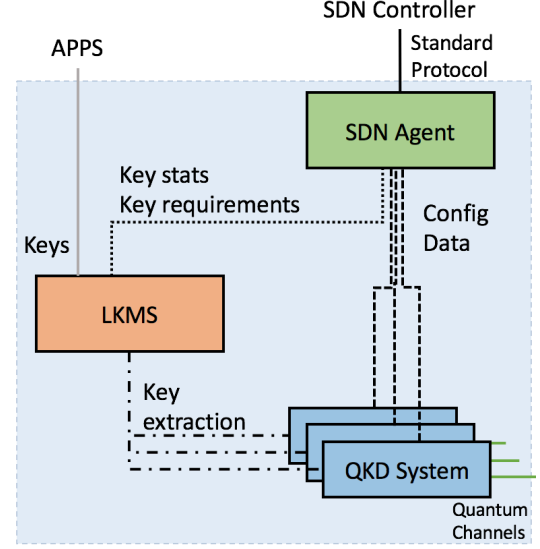 SDN Controller
APPS
Standard
Protocol
SDN Agent
Key stats
Key requirements
Config
Data
Keys
LKMS
Key
extraction
QKD System
Quantum
Channels